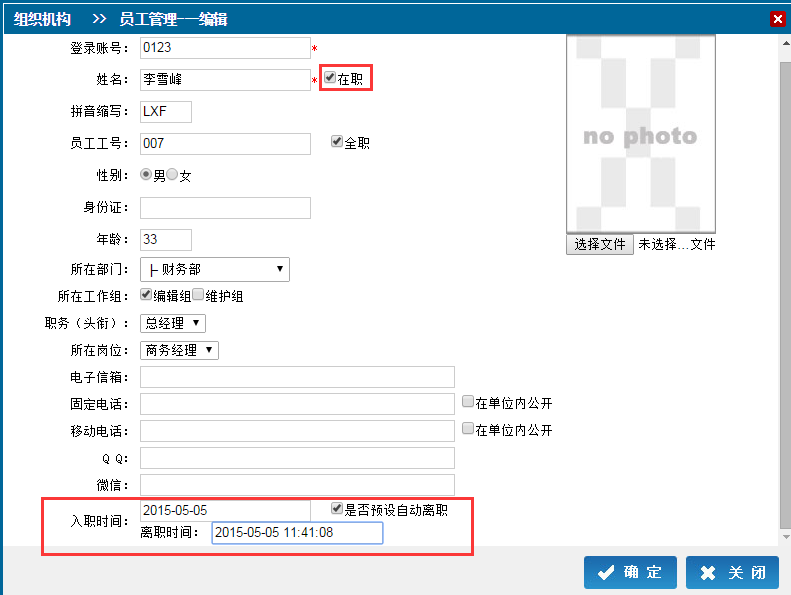 组织机构 >> 员工管理---编辑
登录账号： 0123 *
姓名： 李雪峰 * 在职
拼音缩写： LXF
员工工号： 007 全职
性别： 男 女
身份证：
年龄： 33
所在部门： ├ 财务部
所在工作组： 编辑组 维护组
职务（头衔）： 总经理
所在岗位： 商务经理
电子信箱：
固定电话： 在单位内公开
移动电话： 在单位内公开
Q Q：
微信：
入职时间： 2015-05-05 是否预设自动离职
离职时间： 2015-05-05 11:41:08
no photo
选择文件 未选择...文件
确 定 关 闭